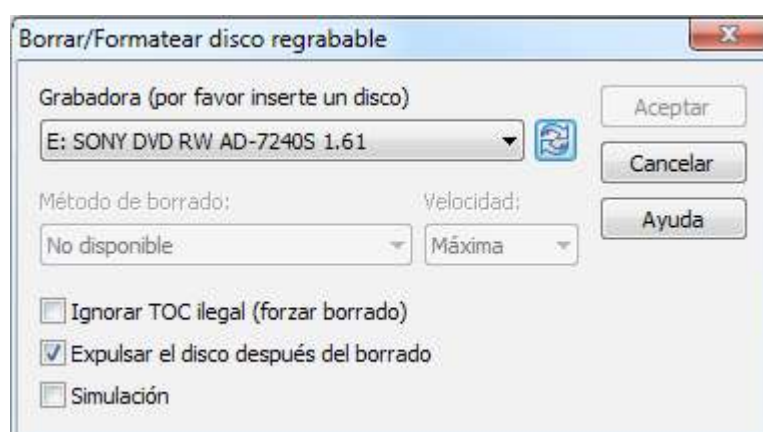 Borrar/Formatear disco regrabable
Grabadora (por favor inserte un disco)
Aceptar
E: SONY DVD RW AD-7240S 1.61
Cancelar
Método de borrado:
Velocidad:
Ayuda
No disponible
Máxima
Ignorar TOC ilegal (forzar borrado)
Expulsar el disco después del borrado
Simulación